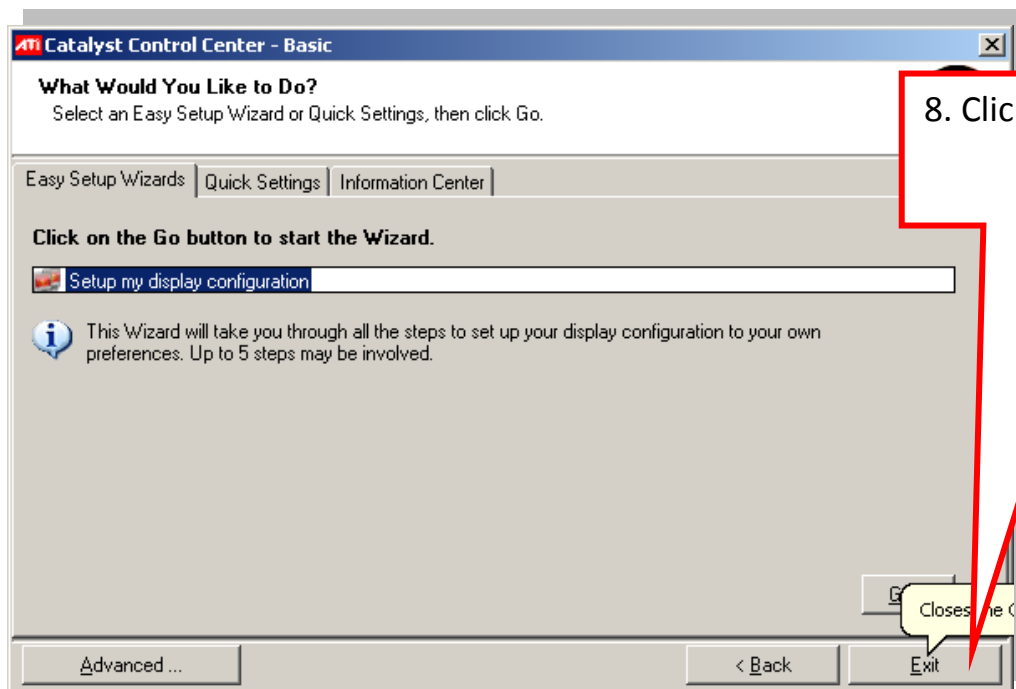 ATI Catalyst Control Center - Basic
What Would You Like to Do?
Select an Easy Setup Wizard or Quick Settings, then click Go.
8. Clic
Easy Setup Wizards Quick Settings Information Center
Click on the Go button to start the Wizard.
Setup my display configuration
This Wizard will take you through all the steps to set up your display configuration to your own
preferences. Up to 5 steps may be involved.
G
Closes
Advanced ... < Back Exit